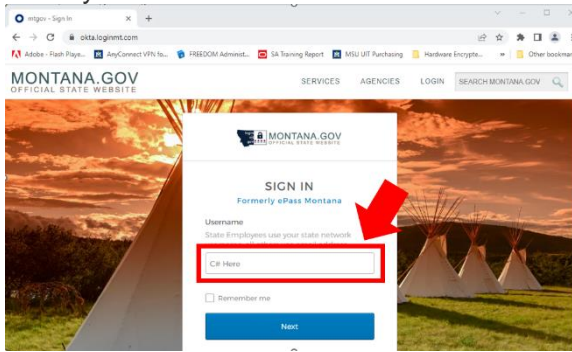 mtgov - Sign In
okta.loginmt.com
Adobe - Flash Playe... AnyConnect VPN fo... FREEDOM Administ... SA Training Report MSU UIT Purchasing Hardware Encrypte... Other bookmar
MONTANA.GOV SERVICES AGENCIES LOGIN SEARCH MONTANA.GOV
OFFICIAL STATE WEBSITE
MONTANA.GOV
OFFICIAL STATE WEBSITE
SIGN IN
Formerly ePass Montana
Username
State Employees use your state network
C# Here
Remember me
Next